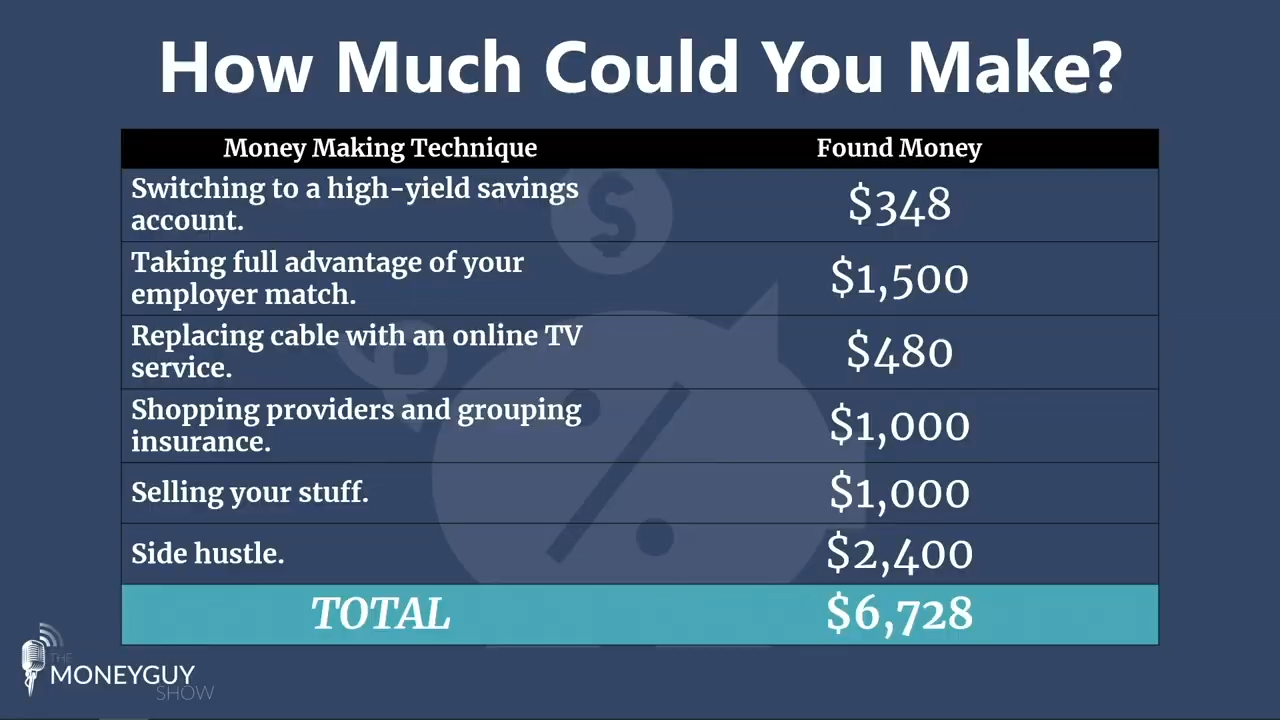 How Much Could You Make?
Money Making Technique Found Money
Switching to a high-yield savings
account.
$348
Taking full advantage of your
employer match.
$1,500
Replacing cable with an online TV
service.
$480
Shopping providers and grouping
insurance.
$1,000
Selling your stuff. $1,000
Side hustle. $2,400
TOTAL $6,728
THE
MONEYGUY
SHOW